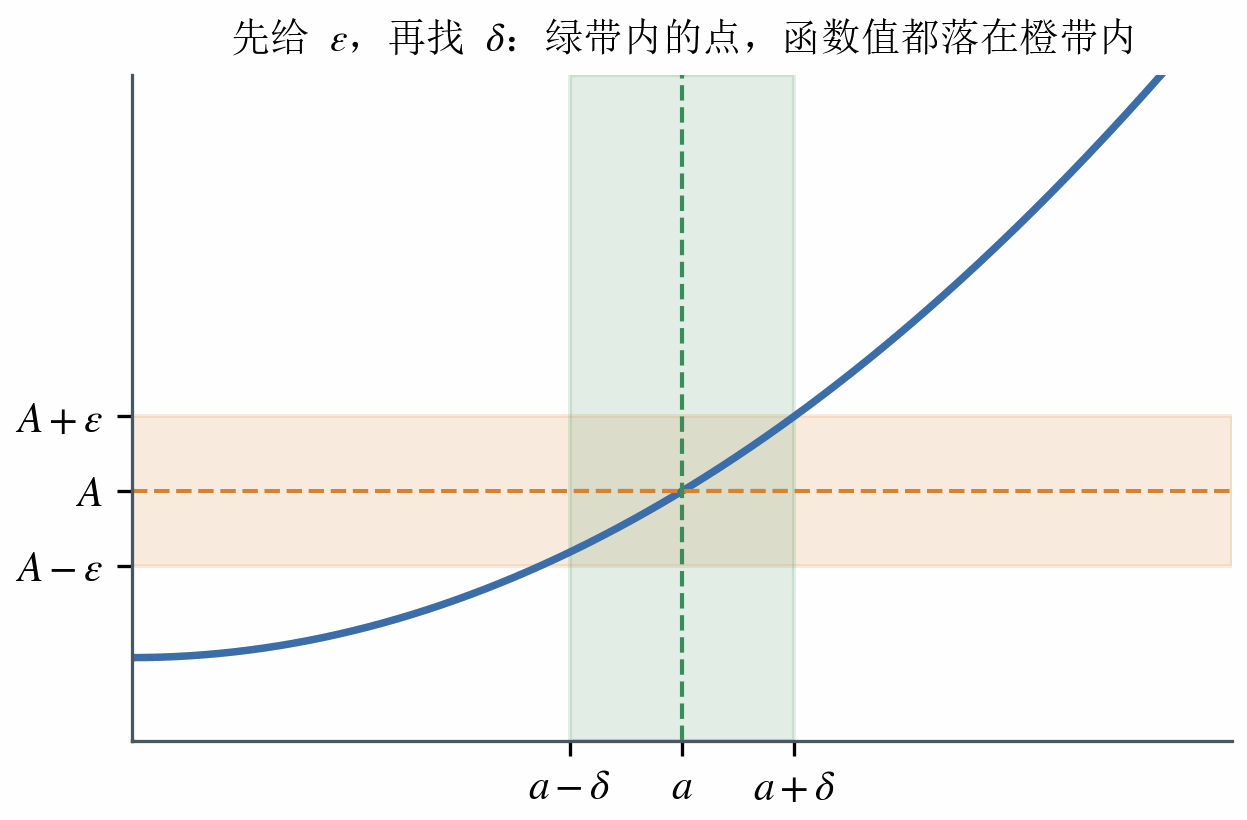 先给 ε，再找 δ：绿带内的点，函数值都落在橙带内
A + ε
A
A − ε
a − δ
a
a + δ